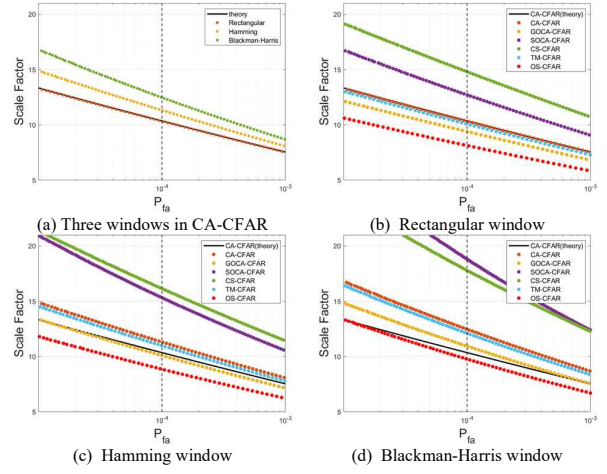 theory
Rectangular
Hamming
Blackman-Harris
Scale Factor
20
15
10
5
10-4
10-3
Pfa
(a) Three windows in CA-CFAR
CA-CFAR(theory)
CA-CFAR
GOCA-CFAR
SOCA-CFAR
CS-CFAR
TM-CFAR
OS-CFAR
Scale Factor
20
15
10
5
10-4
10-3
Pfa
(b) Rectangular window
CA-CFAR(theory)
CA-CFAR
GOCA-CFAR
SOCA-CFAR
CS-CFAR
TM-CFAR
OS-CFAR
Scale Factor
20
15
10
5
10-4
10-3
Pfa
(c) Hamming window
CA-CFAR(theory)
CA-CFAR
GOCA-CFAR
SOCA-CFAR
CS-CFAR
TM-CFAR
OS-CFAR
Scale Factor
20
15
10
5
10-4
10-3
Pfa
(d) Blackman-Harris window